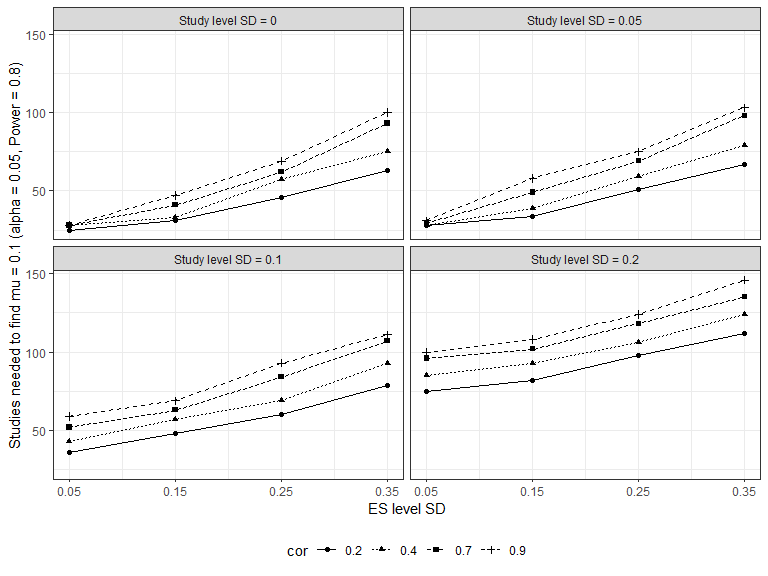 Study level SD = 0
Study level SD = 0.05
150
100
50
Study level SD = 0.1
Study level SD = 0.2
150
100
50
0.05 0.15 0.25 0.35 0.05 0.15 0.25 0.35
ES level SD
Studies needed to find mu = 0.1 (alpha = 0.05, Power = 0.8)
cor 0.2 0.4 0.7 0.9